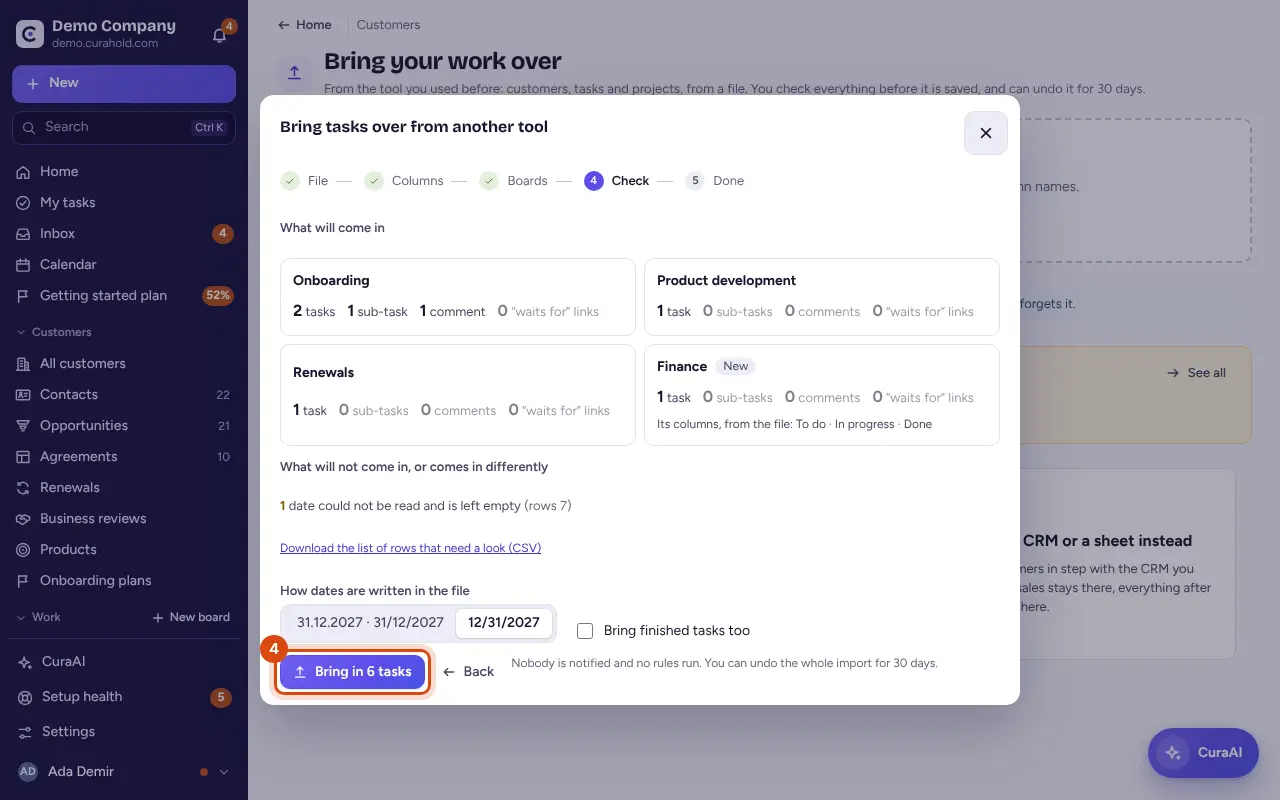 Demo Company
demo.curahold.com
4
New
Search
Ctrl K
Home
My tasks
Inbox
4
Calendar
Getting started plan
52%
Customers
All customers
Contacts
22
Opportunities
21
Agreements
10
Renewals
Business reviews
Products
Onboarding plans
Work
New board
CuraAI
Setup health
5
Settings
AD
Ada Demir
Home
Customers
Bring your work over
From the tool you used before: customers, tasks and projects, from a file. You check everything before it is saved, and can undo it for 30 days.
Bring tasks over from another tool
File
Columns
Boards
4
Check
5
Done
What will come in
Onboarding
2 tasks 1 sub-task 1 comment 0 "waits for" links
Product development
1 task 0 sub-tasks 0 comments 0 "waits for" links
Renewals
1 task 0 sub-tasks 0 comments 0 "waits for" links
Finance New
1 task 0 sub-tasks 0 comments 0 "waits for" links
Its columns, from the file: To do · In progress · Done
What will not come in, or comes in differently
1 date could not be read and is left empty (rows 7)
Download the list of rows that need a look (CSV)
How dates are written in the file
31.12.2027 · 31/12/2027
12/31/2027
Bring finished tasks too
4
Bring in 6 tasks
Back
Nobody is notified and no rules run. You can undo the whole import for 30 days.
names.
forgets it.
See all
CRM or a sheet instead
in step with the CRM you
stays there, everything after
here.
CuraAI